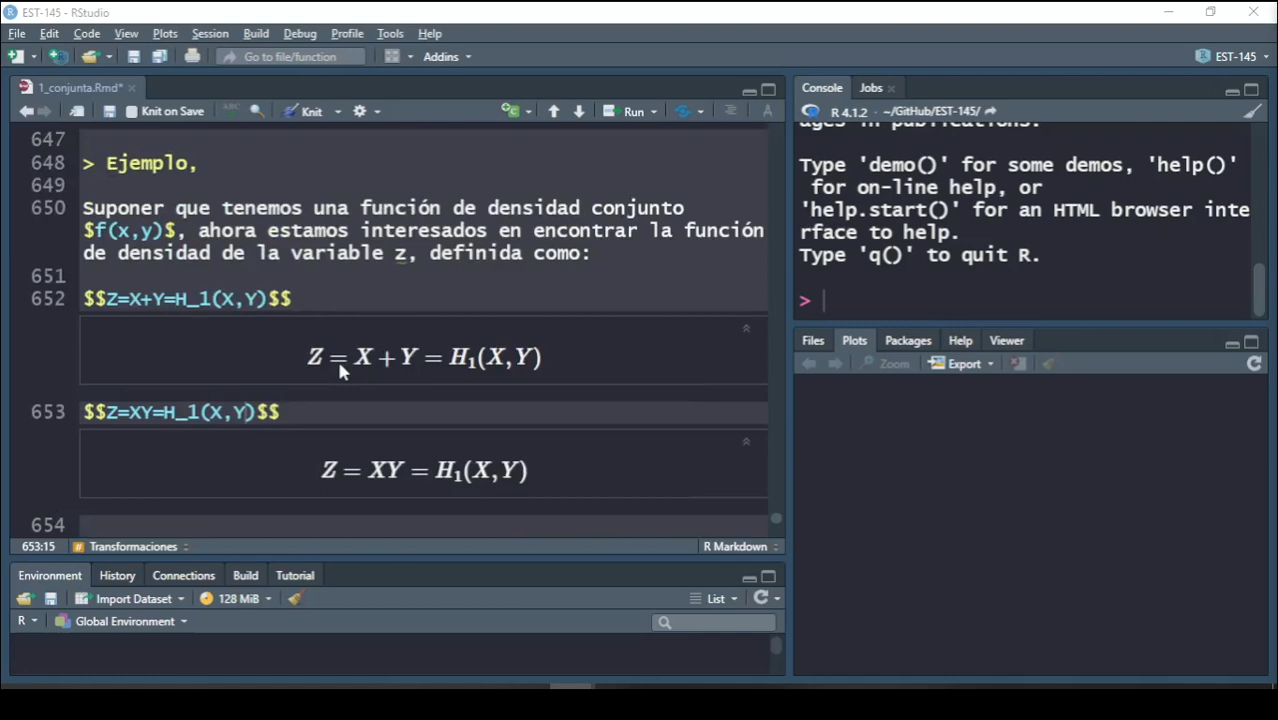 EST-145 - RStudio
File Edit Code View Plots Session Build Debug Profile Tools Help
Go to file/function Addins EST-145
1_conjunta.Rmd*
Knit on Save ABC Knit Run
647
648 > Ejemplo,
649
650 Suponer que tenemos una función de densidad conjunto
$f(x,y)$, ahora estamos interesados en encontrar la función
de densidad de la variable z, definida como:
651
652 $$Z=X+Y=H_1(X,Y)$$
Z = X + Y = H₁(X, Y)
653 $$Z=XY=H_1(X,Y)$$
Z = XY = H₁(X, Y)
654
653:15 # Transformaciones R Markdown
Environment History Connections Build Tutorial
Import Dataset 128 MiB List
R Global Environment
Console Jobs
R 4.1.2 · ~/GitHub/EST-145/
ages in publications.
Type 'demo()' for some demos, 'help()'
for on-line help, or
'help.start()' for an HTML browser inte
rface to help.
Type 'q()' to quit R.
>
Files Plots Packages Help Viewer
Zoom Export